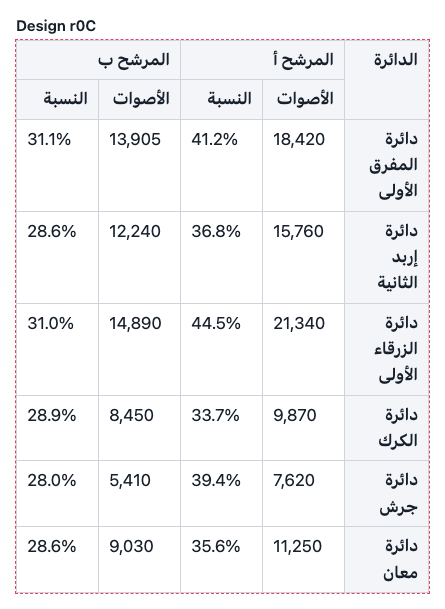 Design r0C
الدائرة المرشح أ المرشح ب
الأصوات النسبة الأصوات النسبة
دائرة 18,420 41.2% 13,905 31.1%
المفرق
الأولى
دائرة 15,760 36.8% 12,240 28.6%
إربد
الثانية
دائرة 21,340 44.5% 14,890 31.0%
الزرقاء
الأولى
دائرة 9,870 33.7% 8,450 28.9%
الكرك
دائرة 7,620 39.4% 5,410 28.0%
جرش
دائرة 11,250 35.6% 9,030 28.6%
معان